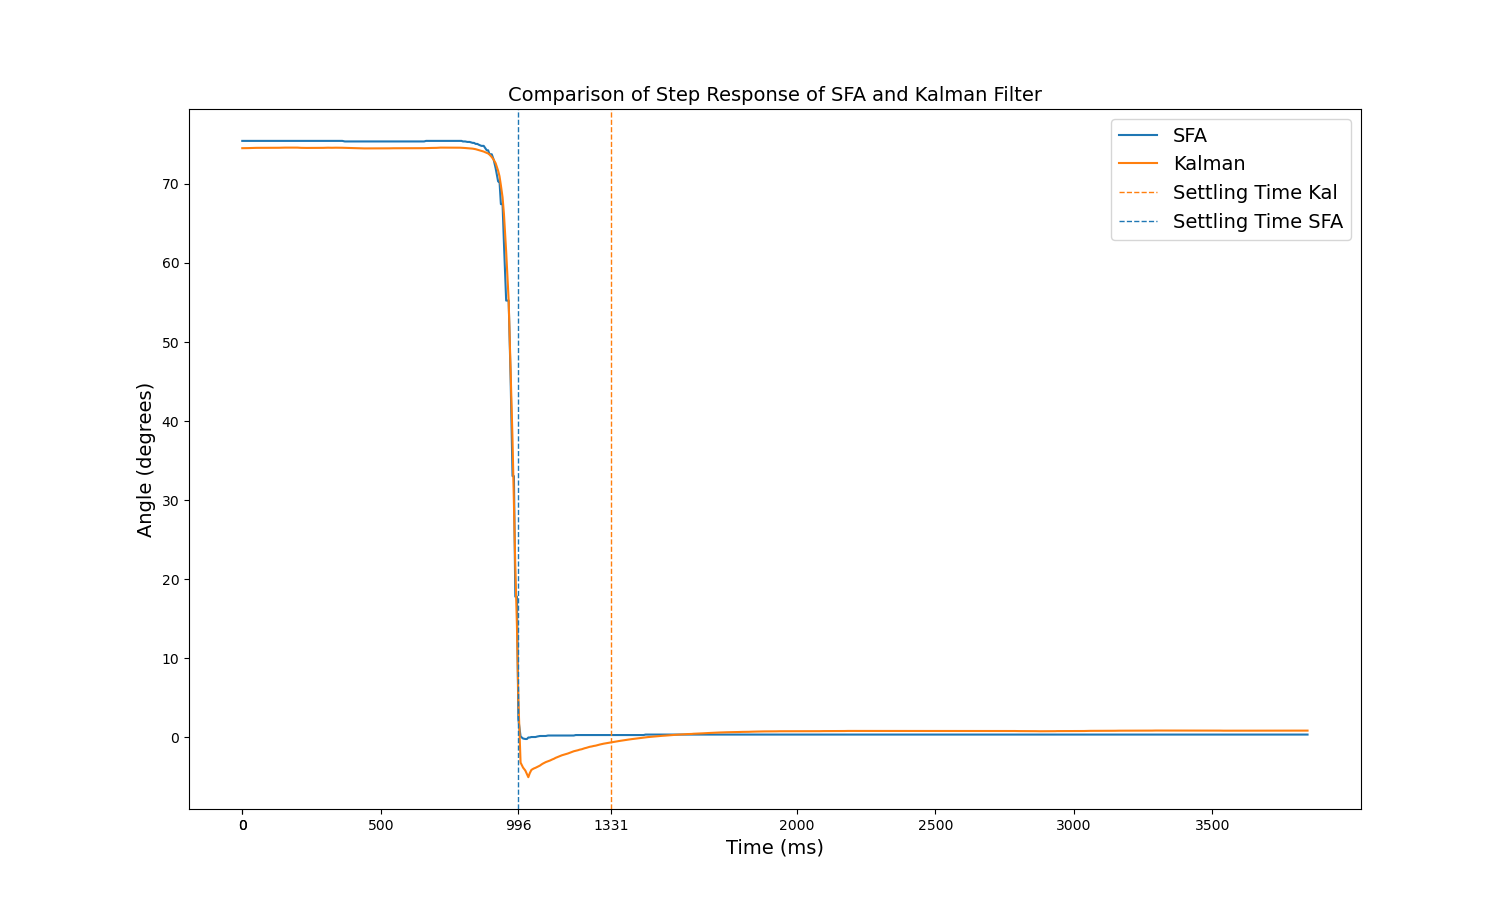 Comparison of Step Response of SFA and Kalman Filter
SFA
Kalman
Settling Time Kal
Settling Time SFA
Angle (degrees)
70
60
50
40
30
20
10
0
0 500 996 1331 2000 2500 3000 3500
Time (ms)